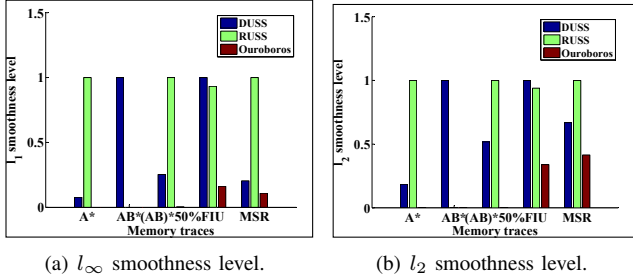 1.5
1
0.5
0
l1 smoothness level
DUSS
RUSS
Ouroboros
A* AB*(AB)*50%FIU MSR
Memory traces
(a) l∞ smoothness level.
1.5
1
0.5
0
l2 smoothness level
DUSS
RUSS
Ouroboros
A* AB*(AB)*50%FIU MSR
Memory traces
(b) l2 smoothness level.